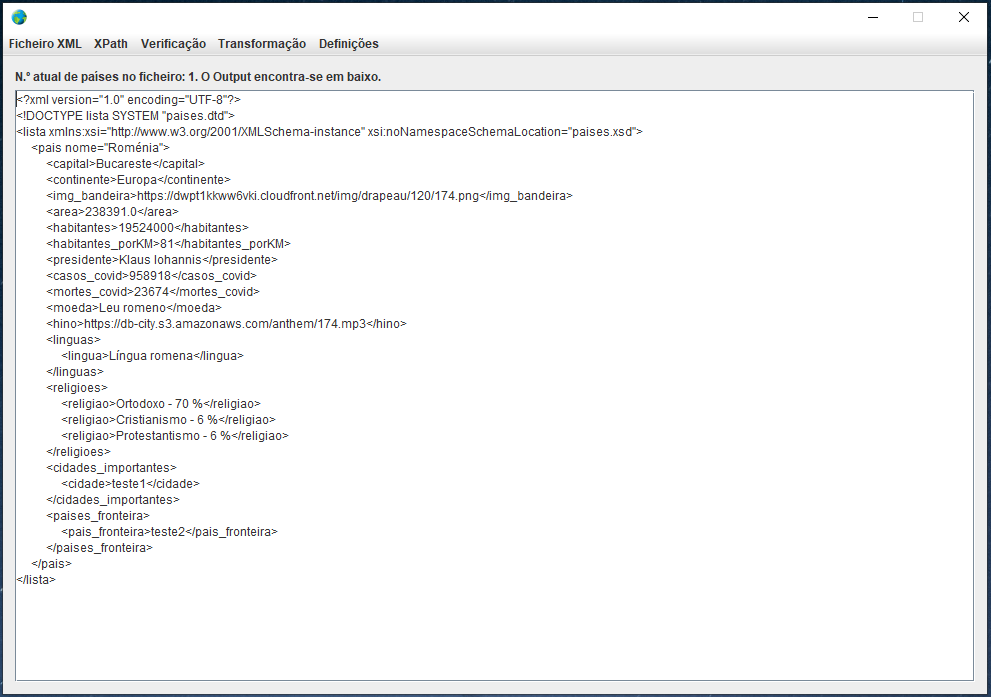 Ficheiro XML XPath Verificação Transformação Definições
N.º atual de países no ficheiro: 1. O Output encontra-se em baixo.
<?xml version="1.0" encoding="UTF-8"?>
<!DOCTYPE lista SYSTEM "paises.dtd">
<lista xmlns:xsi="http://www.w3.org/2001/XMLSchema-instance" xsi:noNamespaceSchemaLocation="paises.xsd">
<pais nome="Roménia">
<capital>Bucareste</capital>
<continente>Europa</continente>
<img_bandeira>https://dwpt1kkww6vki.cloudfront.net/img/drapeau/120/174.png</img_bandeira>
<area>238391.0</area>
<habitantes>19524000</habitantes>
<habitantes_porKM>81</habitantes_porKM>
<presidente>Klaus Iohannis</presidente>
<casos_covid>958918</casos_covid>
<mortes_covid>23674</mortes_covid>
<moeda>Leu romeno</moeda>
<hino>https://db-city.s3.amazonaws.com/anthem/174.mp3</hino>
<linguas>
<lingua>Língua romena</lingua>
</linguas>
<religioes>
<religiao>Ortodoxo - 70 %</religiao>
<religiao>Cristianismo - 6 %</religiao>
<religiao>Protestantismo - 6 %</religiao>
</religioes>
<cidades_importantes>
<cidade>teste1</cidade>
</cidades_importantes>
<paises_fronteira>
<pais_fronteira>teste2</pais_fronteira>
</paises_fronteira>
</pais>
</lista>